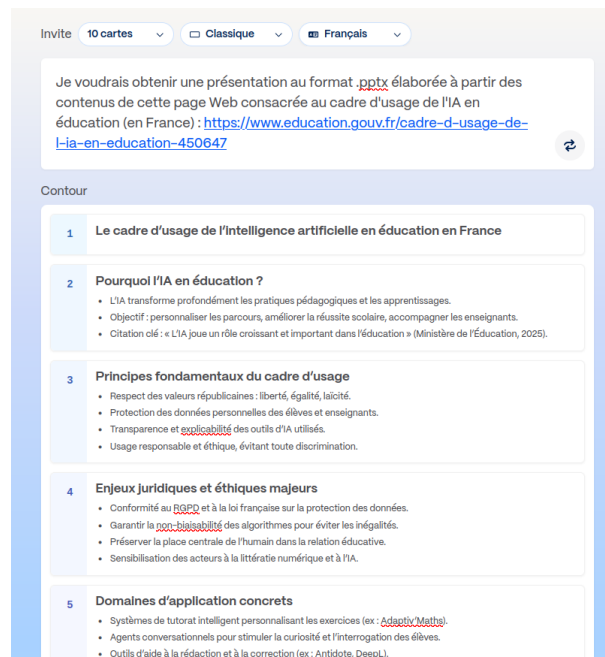 Invite 10 cartes Classique Français
Je voudrais obtenir une présentation au format .pptx élaborée à partir des
contenus de cette page Web consacrée au cadre d'usage de l'IA en
éducation (en France) : https://www.education.gouv.fr/cadre-d-usage-de-
l-ia-en-education-450647
Contour
1 Le cadre d’usage de l’intelligence artificielle en éducation en France
2 Pourquoi l’IA en éducation ?
• L’IA transforme profondément les pratiques pédagogiques et les apprentissages.
• Objectif : personnaliser les parcours, améliorer la réussite scolaire, accompagner les enseignants.
• Citation clé : « L’IA joue un rôle croissant et important dans l’éducation » (Ministère de l’Éducation, 2025).
3 Principes fondamentaux du cadre d’usage
• Respect des valeurs républicaines : liberté, égalité, laïcité.
• Protection des données personnelles des élèves et enseignants.
• Transparence et explicabilité des outils d’IA utilisés.
• Usage responsable et éthique, évitant toute discrimination.
4 Enjeux juridiques et éthiques majeurs
• Conformité au RGPD et à la loi française sur la protection des données.
• Garantir la non-biaisabilité des algorithmes pour éviter les inégalités.
• Préserver la place centrale de l’humain dans la relation éducative.
• Sensibilisation des acteurs à la littératie numérique et à l’IA.
5 Domaines d’application concrets
• Systèmes de tutorat intelligent personnalisant les exercices (ex : Adaptiv’Maths).
• Agents conversationnels pour stimuler la curiosité et l’interrogation des élèves.
• Outils d’aide à la rédaction et à la correction (ex : Antidote, DeepL).